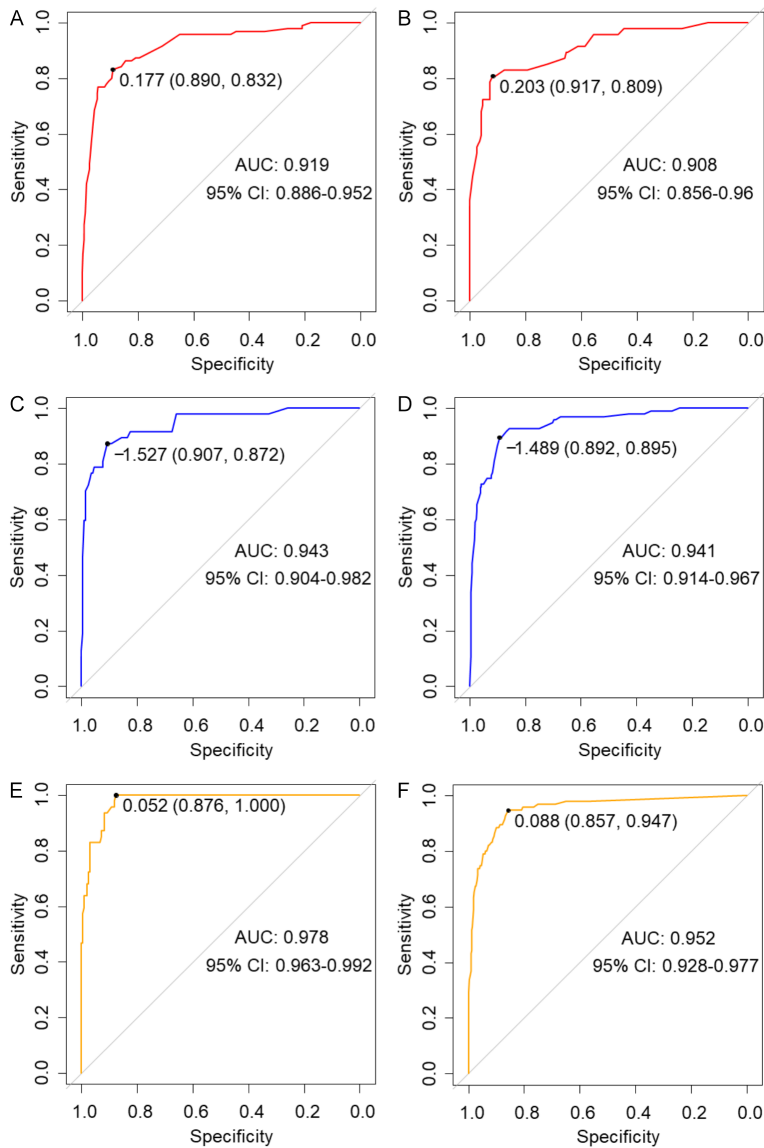 A
Sensitivity
0.0 0.2 0.4 0.6 0.8 1.0
0.177 (0.890, 0.832)
AUC: 0.919
95% CI: 0.886-0.952
1.0 0.8 0.6 0.4 0.2 0.0
Specificity
B
Sensitivity
0.0 0.2 0.4 0.6 0.8 1.0
0.203 (0.917, 0.809)
AUC: 0.908
95% CI: 0.856-0.96
1.0 0.8 0.6 0.4 0.2 0.0
Specificity
C
Sensitivity
0.0 0.2 0.4 0.6 0.8 1.0
−1.527 (0.907, 0.872)
AUC: 0.943
95% CI: 0.904-0.982
1.0 0.8 0.6 0.4 0.2 0.0
Specificity
D
Sensitivity
0.0 0.2 0.4 0.6 0.8 1.0
−1.489 (0.892, 0.895)
AUC: 0.941
95% CI: 0.914-0.967
1.0 0.8 0.6 0.4 0.2 0.0
Specificity
E
Sensitivity
0.0 0.2 0.4 0.6 0.8 1.0
0.052 (0.876, 1.000)
AUC: 0.978
95% CI: 0.963-0.992
1.0 0.8 0.6 0.4 0.2 0.0
Specificity
F
Sensitivity
0.0 0.2 0.4 0.6 0.8 1.0
0.088 (0.857, 0.947)
AUC: 0.952
95% CI: 0.928-0.977
1.0 0.8 0.6 0.4 0.2 0.0
Specificity